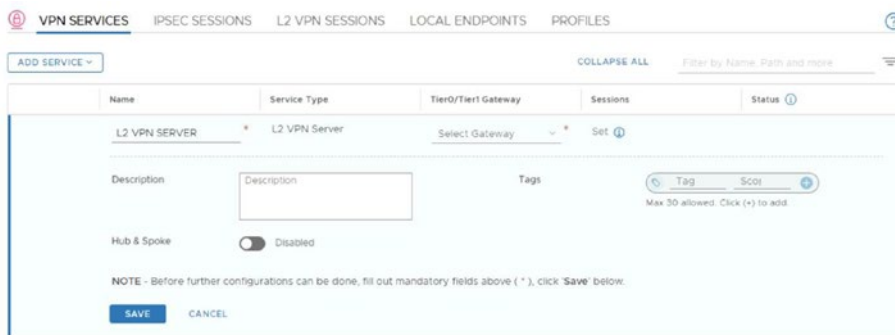 VPN SERVICES IPSEC SESSIONS L2 VPN SESSIONS LOCAL ENDPOINTS PROFILES
ADD SERVICE COLLAPSE ALL Filter by Name, Path and more
Name Service Type Tier0/Tier1 Gateway Sessions Status
L2 VPN SERVER * L2 VPN Server Select Gateway * Set
Description Description Tags Tag Scor
Max 30 allowed. Click (+) to add.
Hub & Spoke Disabled
NOTE - Before further configurations can be done, fill out mandatory fields above ( * ), click 'Save' below.
SAVE CANCEL